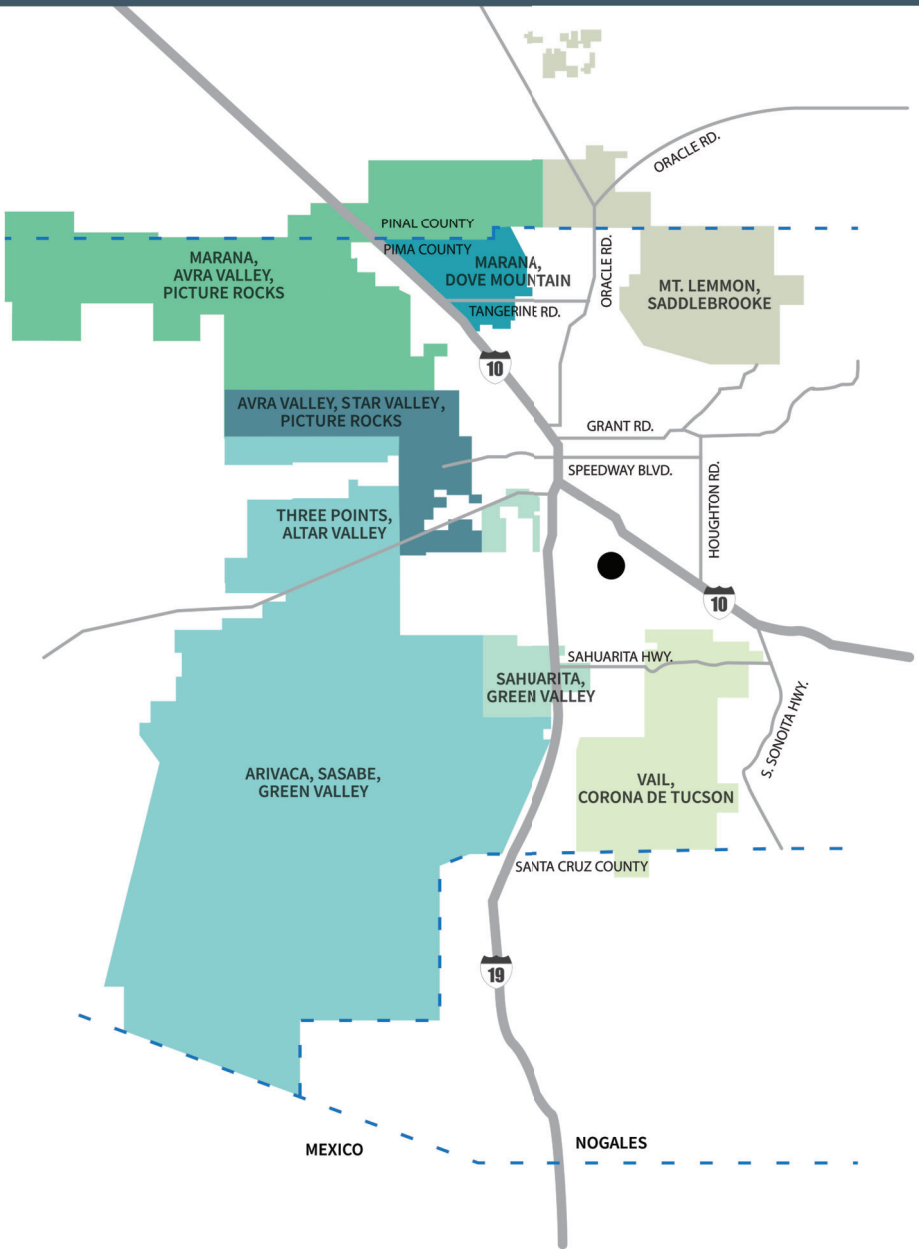 ORACLE RD.
PINAL COUNTY
PIMA COUNTY
MARANA,
AVRA VALLEY,
PICTURE ROCKS
MARANA,
DOVE MOUNTAIN
ORACLE RD.
MT. LEMMON,
SADDLEBROOKE
TANGERINE RD.
10
AVRA VALLEY, STAR VALLEY,
PICTURE ROCKS
GRANT RD.
SPEEDWAY BLVD.
HOUGHTON RD.
THREE POINTS,
ALTAR VALLEY
10
SAHUARITA HWY.
SAHUARITA,
GREEN VALLEY
S. SONOITA HWY.
ARIVACA, SASABE,
GREEN VALLEY
VAIL,
CORONA DE TUCSON
SANTA CRUZ COUNTY
19
MEXICO
NOGALES